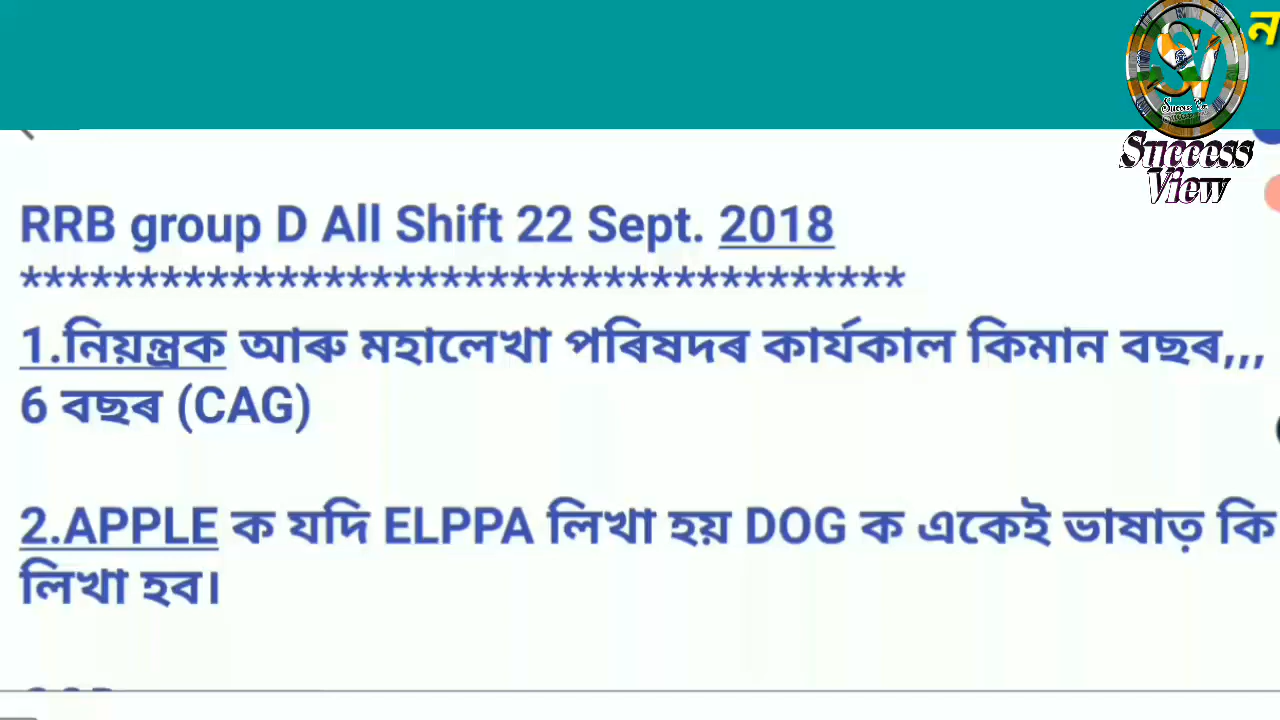 ন
Success
View
RRB group D All Shift 22 Sept. 2018
**************************************
1.নিয়ন্ত্ৰক আৰু মহালেখা পৰিষদৰ কাৰ্যকাল কিমান বছৰ,,,
6 বছৰ (CAG)
2.APPLE ক যদি ELPPA লিখা হয় DOG ক একেই ভাষাত় কি
লিখা হব।